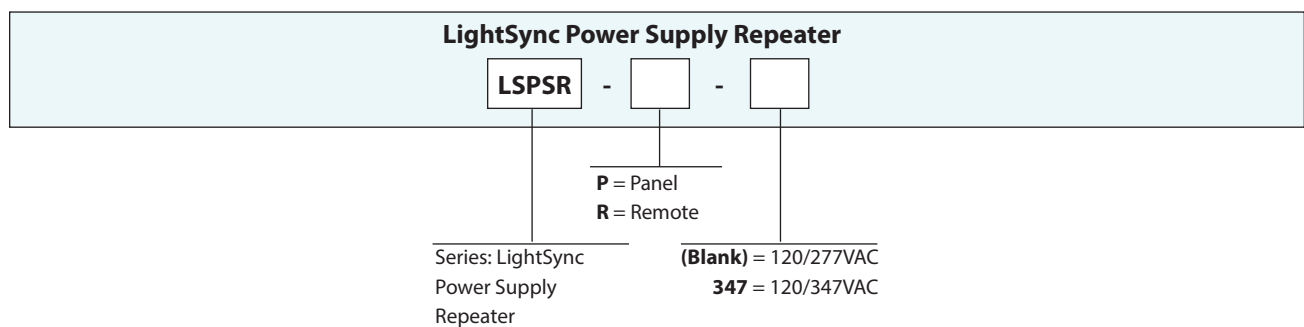 LightSync Power Supply Repeater
LSPSR - -
P = Panel
R = Remote
Series: LightSync
Power Supply
Repeater
(Blank) = 120/277VAC
347 = 120/347VAC